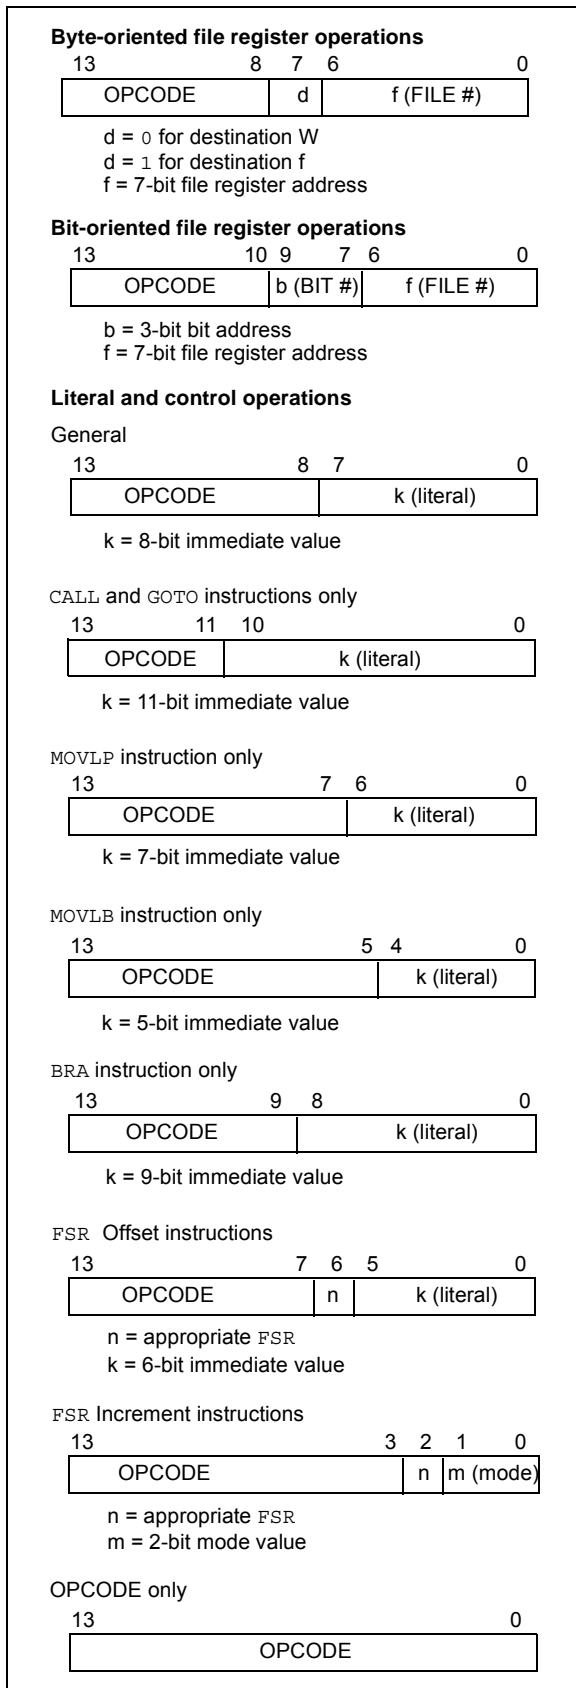 Byte-oriented file register operations
13 8 7 6 0
OPCODE d f (FILE #)
d = 0 for destination W
d = 1 for destination f
f = 7-bit file register address
Bit-oriented file register operations
13 10 9 7 6 0
OPCODE b (BIT #) f (FILE #)
b = 3-bit bit address
f = 7-bit file register address
Literal and control operations
General
13 8 7 0
OPCODE k (literal)
k = 8-bit immediate value
CALL and GOTO instructions only
13 11 10 0
OPCODE k (literal)
k = 11-bit immediate value
MOVLP instruction only
13 7 6 0
OPCODE k (literal)
k = 7-bit immediate value
MOVLB instruction only
13 5 4 0
OPCODE k (literal)
k = 5-bit immediate value
BRA instruction only
13 9 8 0
OPCODE k (literal)
k = 9-bit immediate value
FSR Offset instructions
13 7 6 5 0
OPCODE n k (literal)
n = appropriate FSR
k = 6-bit immediate value
FSR Increment instructions
13 3 2 1 0
OPCODE n m (mode)
n = appropriate FSR
m = 2-bit mode value
OPCODE only
13 0
OPCODE